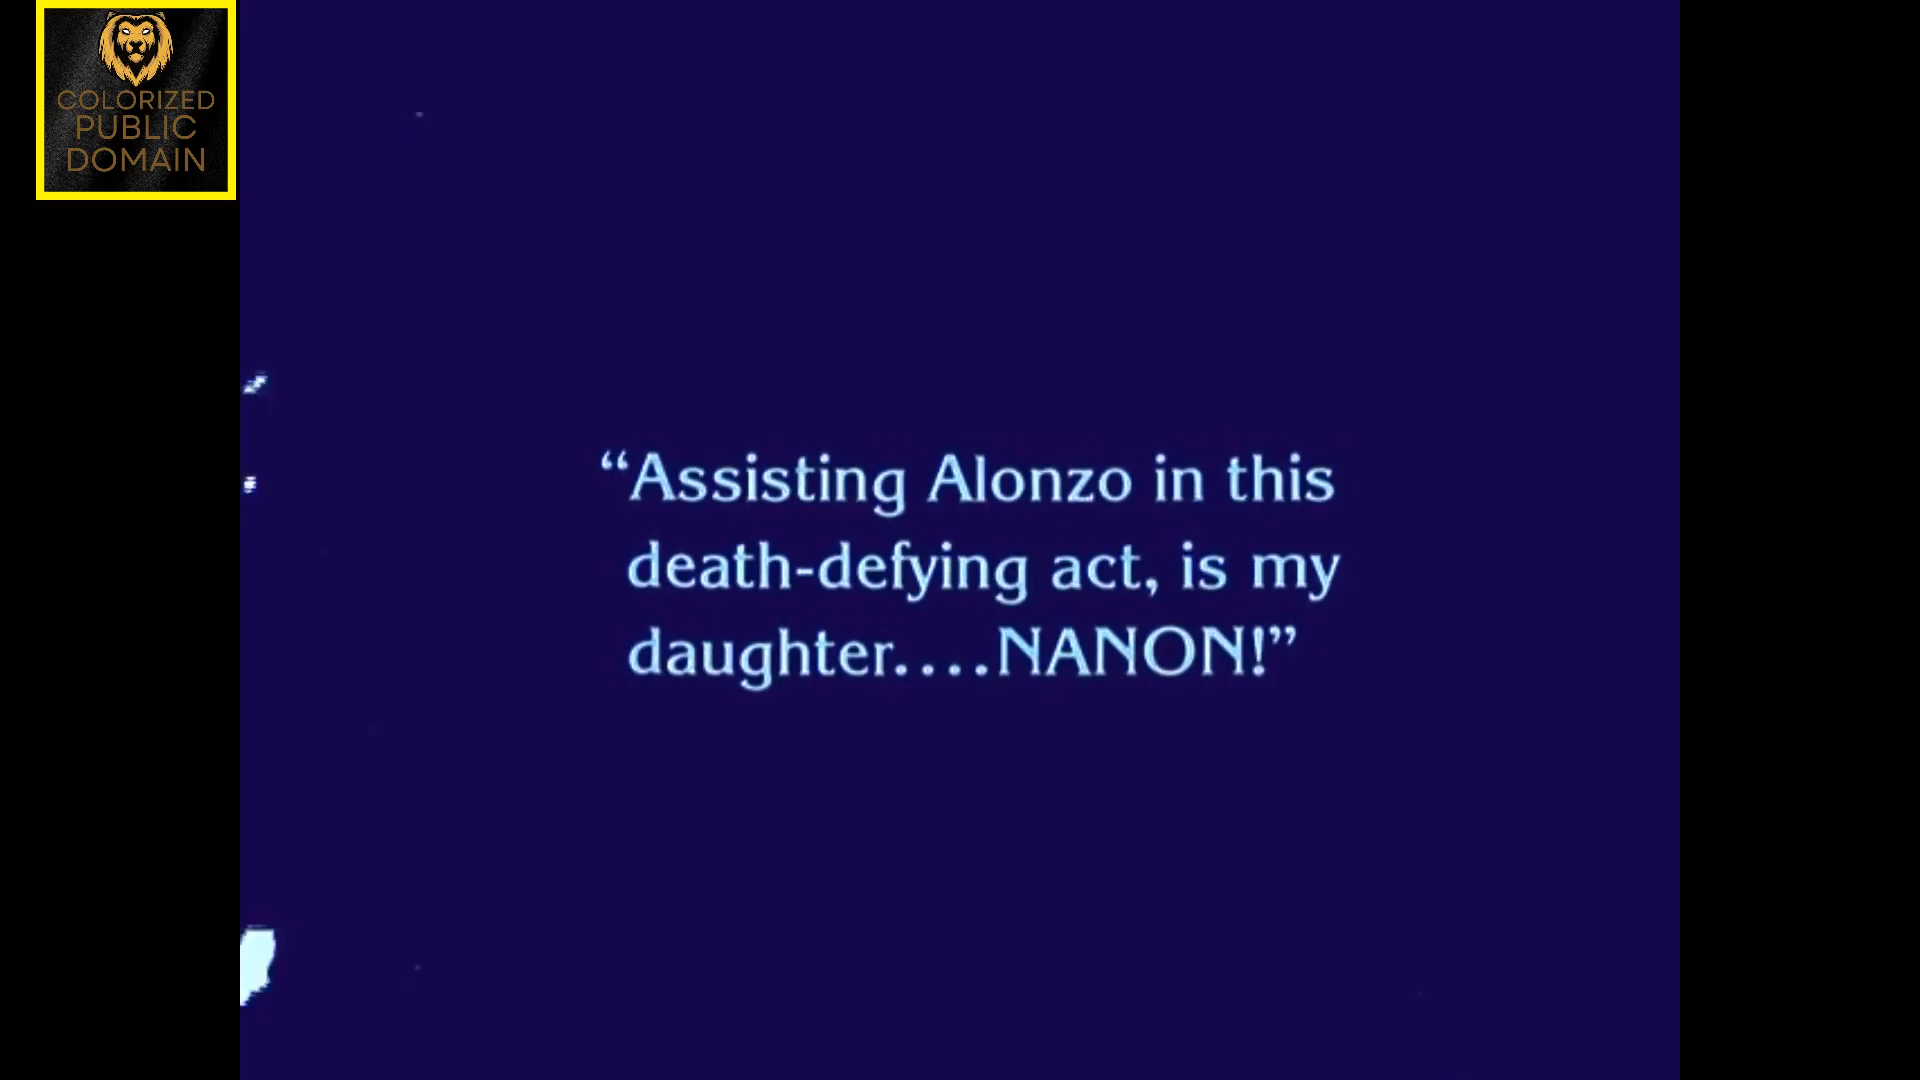 COLORIZED
PUBLIC
DOMAIN
“Assisting Alonzo in this
death-defying act, is my
daughter....NANON!”